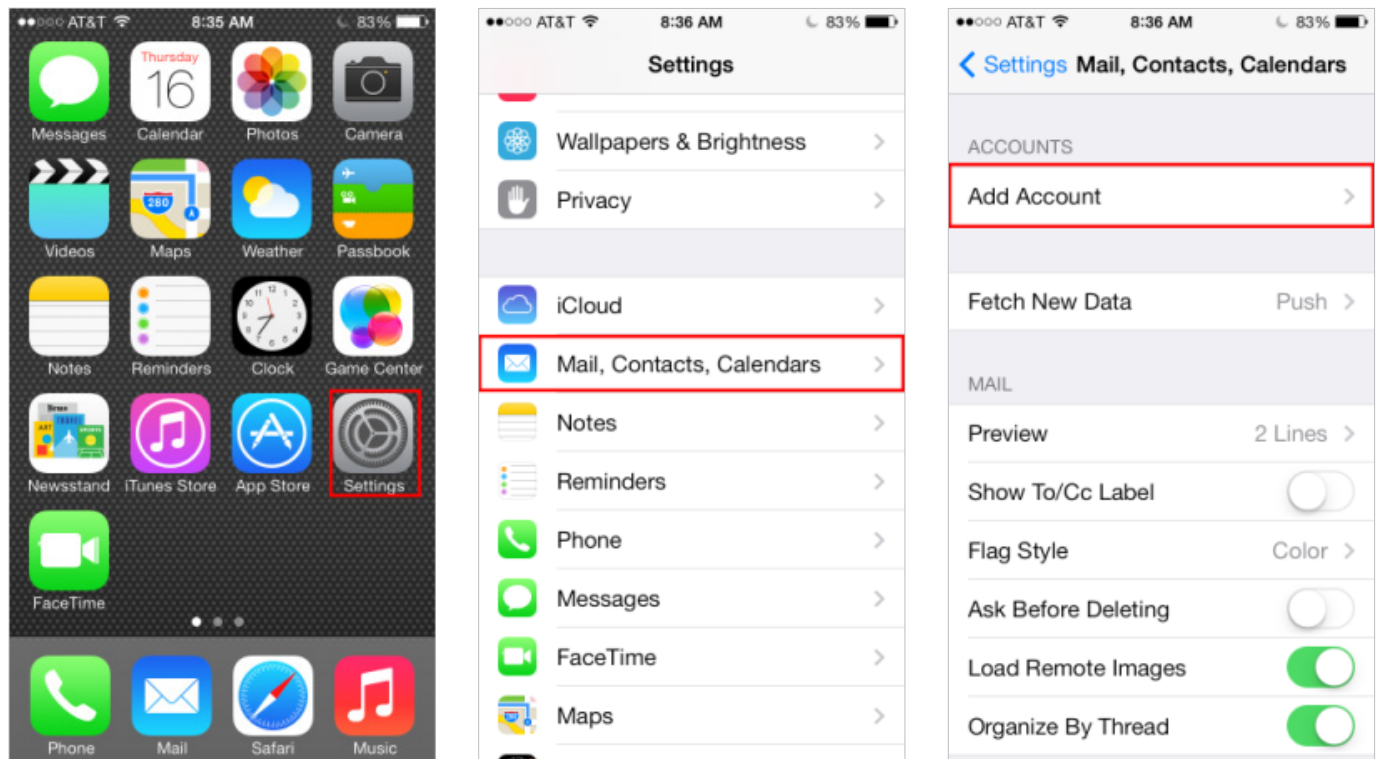 AT&T 8:35 AM 83%
Thursday
16
Messages Calendar Photos Camera
280
Videos Maps Weather Passbook
12
Notes Reminders Clock Game Center
Newsstand iTunes Store App Store Settings
FaceTime
Phone Mail Safari Music
AT&T 8:36 AM 83%
Settings
Wallpapers & Brightness
Privacy
iCloud
Mail, Contacts, Calendars
Notes
Reminders
Phone
Messages
FaceTime
Maps
AT&T 8:36 AM 83%
Settings Mail, Contacts, Calendars
ACCOUNTS
Add Account
Fetch New Data Push
MAIL
Preview 2 Lines
Show To/Cc Label
Flag Style Color
Ask Before Deleting
Load Remote Images
Organize By Thread